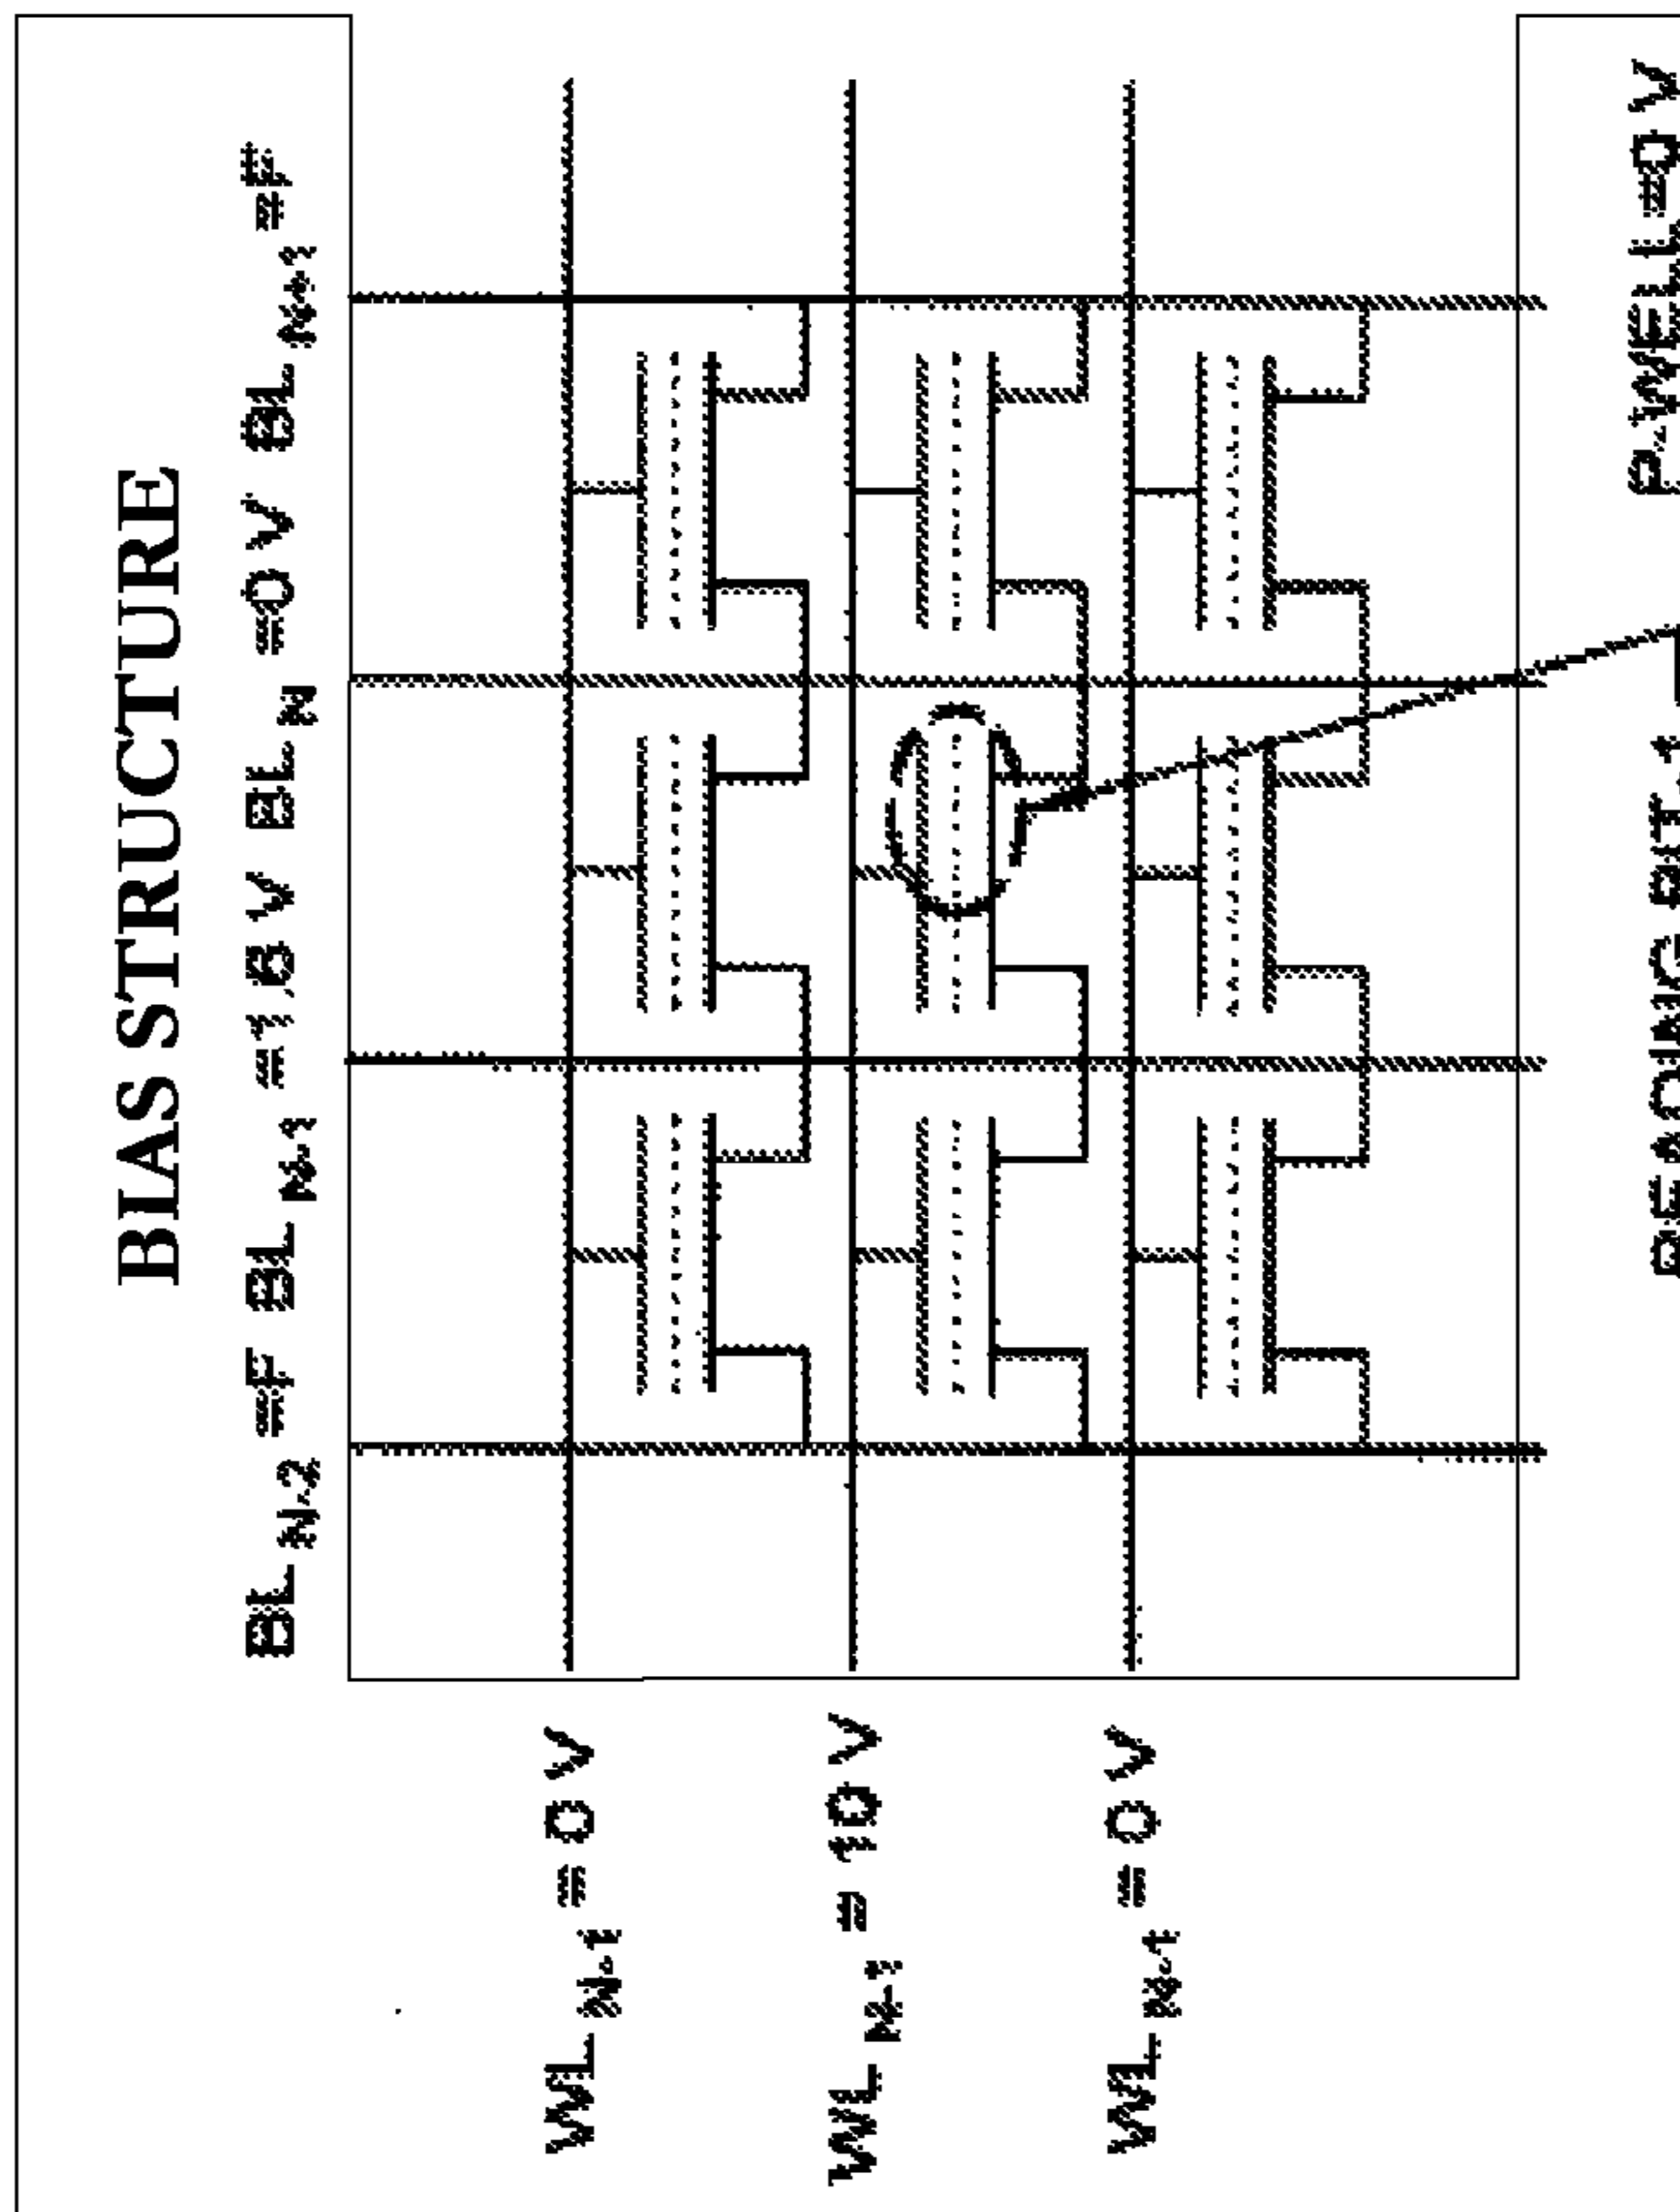 BIAS STRUCTURE
BL N-2 =F BL N-1 =1.6 V BL N =0 V BL N+1 =F
WL N-1 = 0 V
WL N-1 = 10 V
WL N-1 = 0 V
=0 V